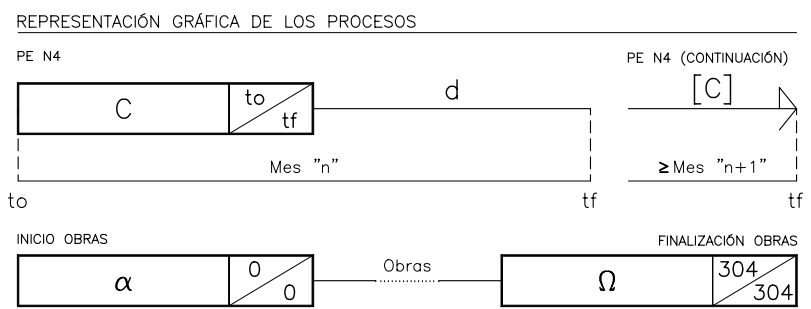 REPRESENTACIÓN GRÁFICA DE LOS PROCESOS
PE N4
PE N4 (CONTINUACIÓN)
C
to
tf
d
[C]
Mes "n"
≥Mes "n+1"
to
tf
tf
INICIO OBRAS
FINALIZACIÓN OBRAS
α
0
0
Obras
Ω
304
304